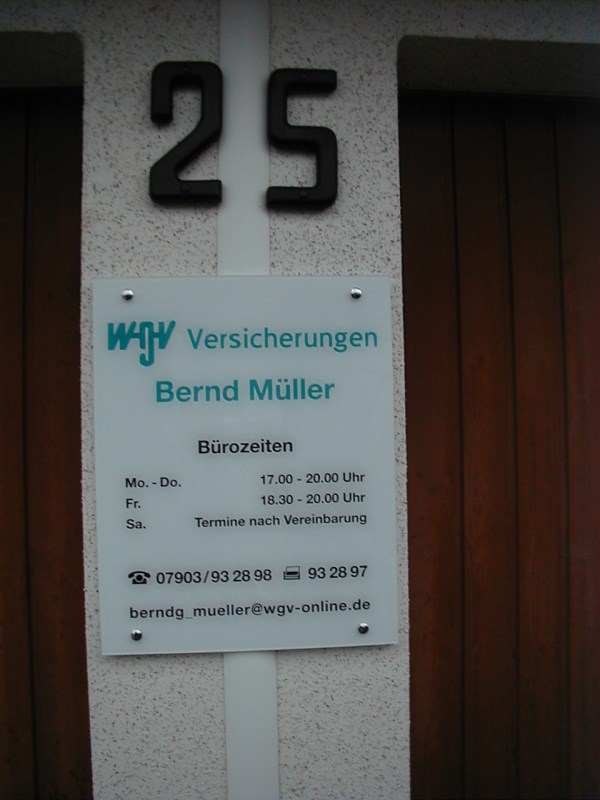 25
WGV Versicherungen
Bernd Müller
Bürozeiten
Mo. - Do. 17.00 - 20.00 Uhr
Fr. 18.30 - 20.00 Uhr
Sa. Termine nach Vereinbarung
☎ 07903/93 28 98 93 28 97
berndg_mueller@wgv-online.de